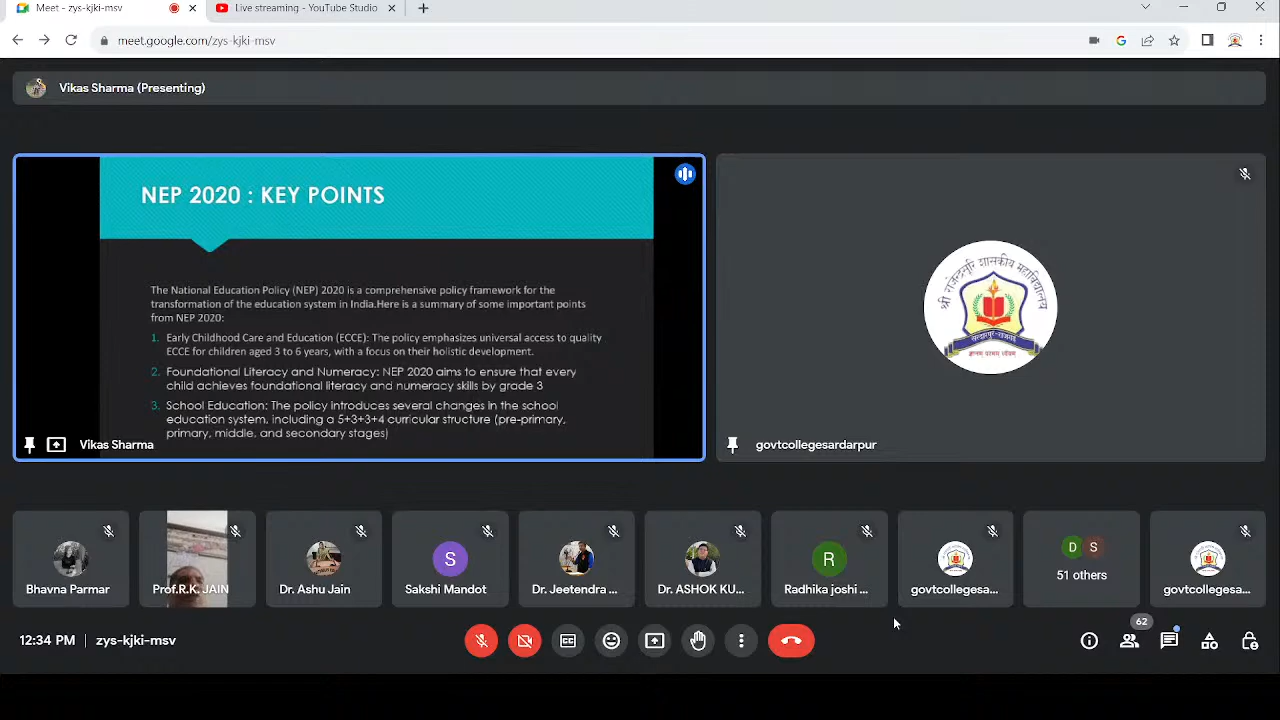 Meet - zys-kjki-msv
Live streaming - YouTube Studio
meet.google.com/zys-kjki-msv
Vikas Sharma (Presenting)
NEP 2020 : KEY POINTS
The National Education Policy (NEP) 2020 is a comprehensive policy framework for the
transformation of the education system in India.Here is a summary of some important points
from NEP 2020:
1. Early Childhood Care and Education (ECCE): The policy emphasizes universal access to quality
ECCE for children aged 3 to 6 years, with a focus on their holistic development.
2. Foundational Literacy and Numeracy: NEP 2020 aims to ensure that every
child achieves foundational literacy and numeracy skills by grade 3
3. School Education: The policy introduces several changes in the school
education system, including a 5+3+3+4 curricular structure (pre-primary,
primary, middle, and secondary stages)
Vikas Sharma
श्री राजेन्द्रसूरि शासकीय महाविद्यालय
govtcollegesardarpur
S
R
D S
51 others
Bhavna Parmar
Prof.R.K. JAIN
Dr. Ashu Jain
Sakshi Mandot
Dr. Jeetendra ...
Dr. ASHOK KU...
Radhika joshi ...
govtcollegesa...
govtcollegesa...
62
12:34 PM | zys-kjki-msv